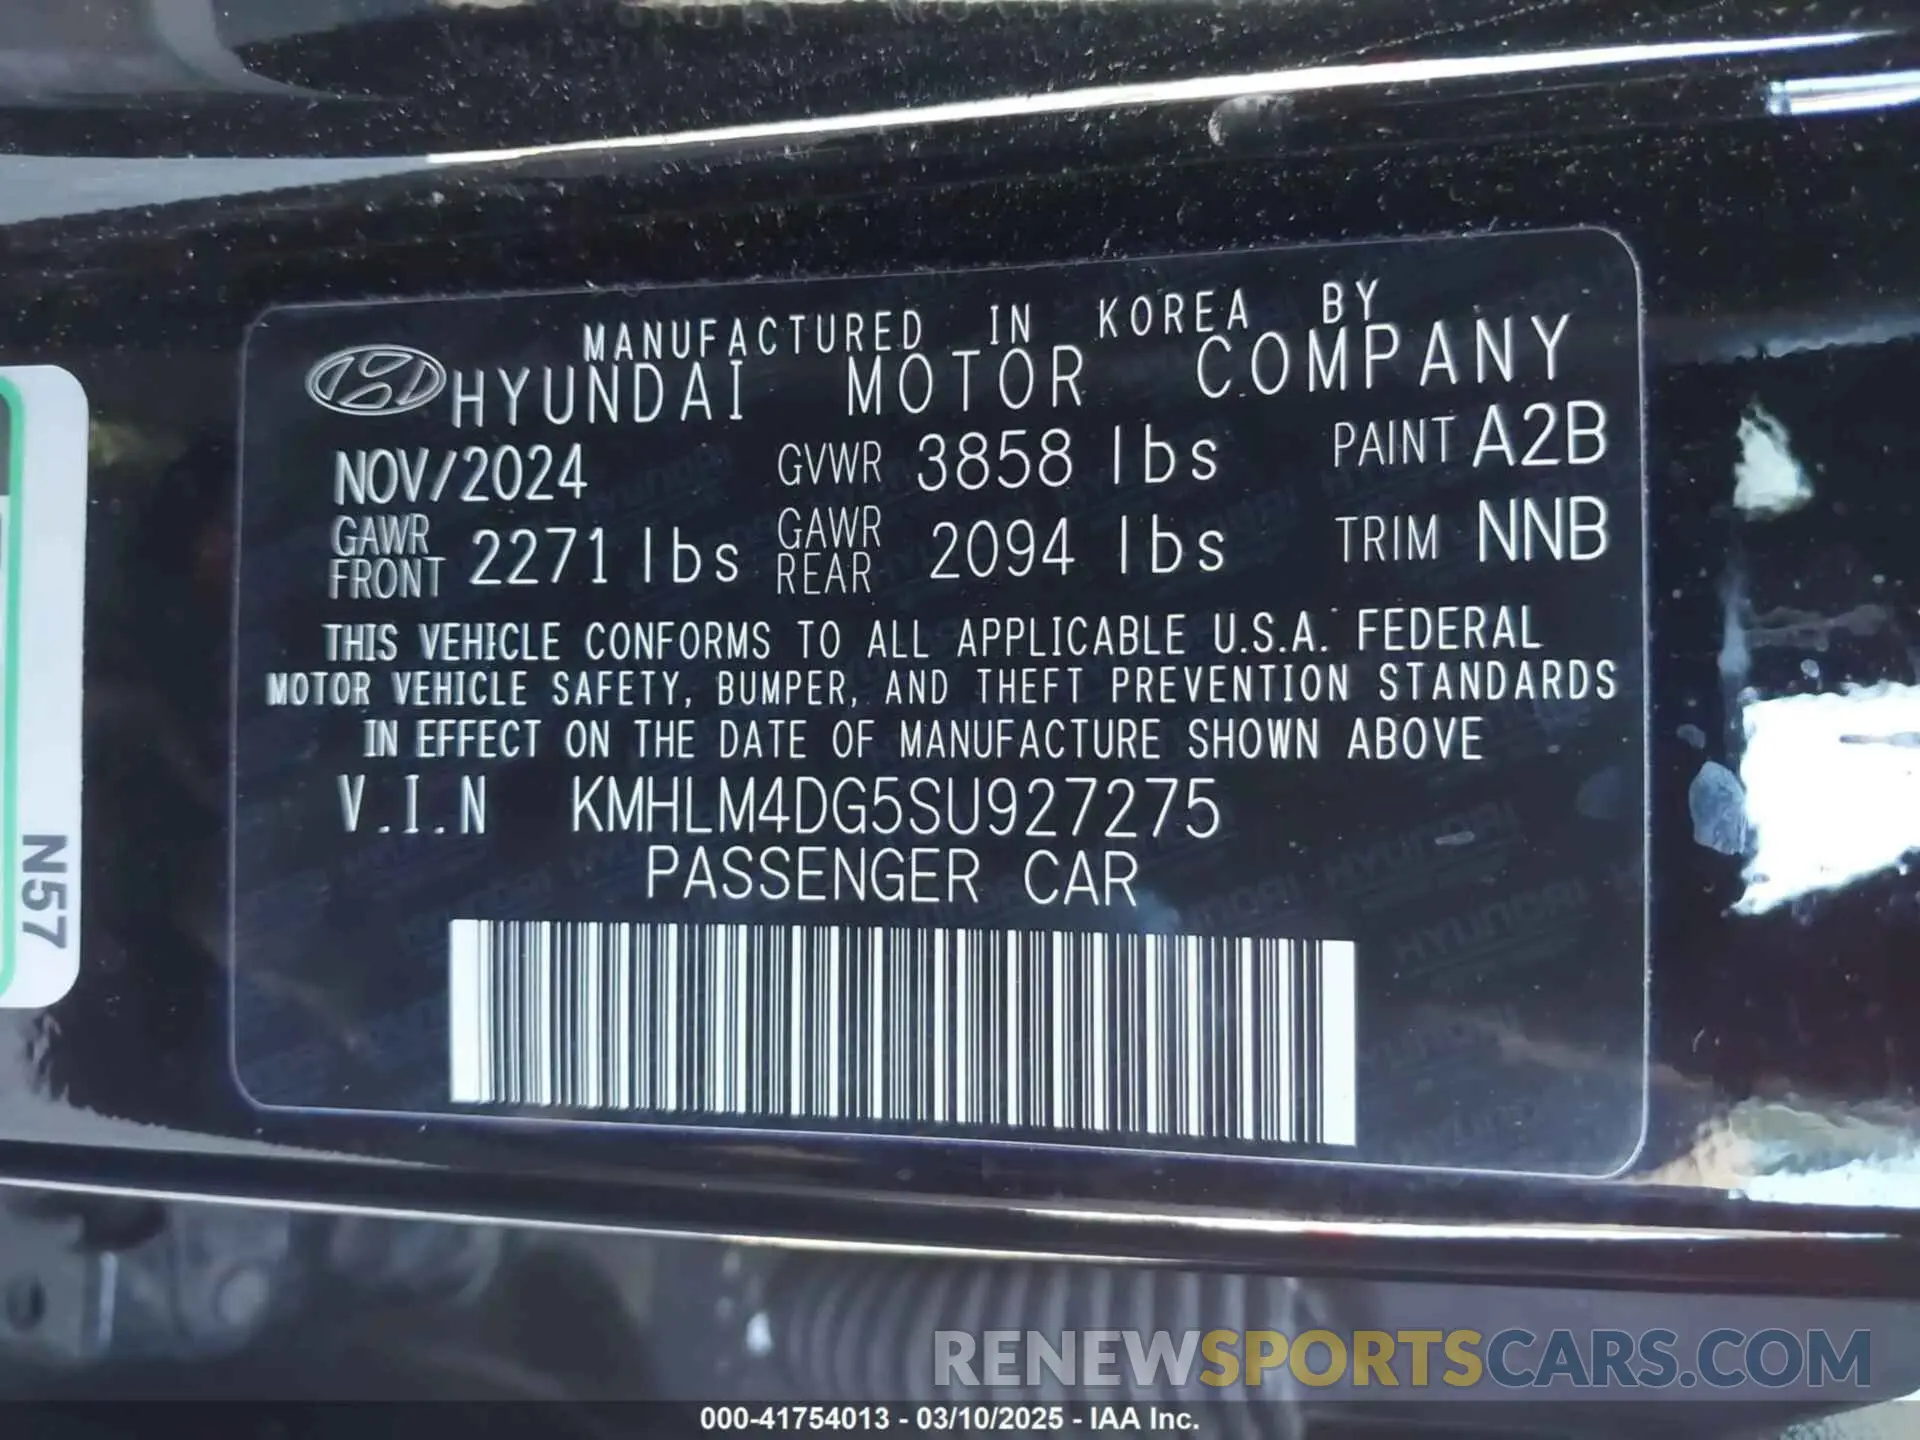 MANUFACTURED IN KOREA BY
HYUNDAI MOTOR COMPANY
NOV/2024 GVWR 3858 lbs PAINT A2B
GAWR FRONT 2271 lbs GAWR REAR 2094 lbs TRIM NNB
THIS VEHICLE CONFORMS TO ALL APPLICABLE U.S.A. FEDERAL
MOTOR VEHICLE SAFETY, BUMPER, AND THEFT PREVENTION STANDARDS
IN EFFECT ON THE DATE OF MANUFACTURE SHOWN ABOVE
V.I.N KMHLM4DG5SU927275
PASSENGER CAR
N57
RENEWSPORTSCARS.COM
000-41754013 - 03/10/2025 - IAA Inc.